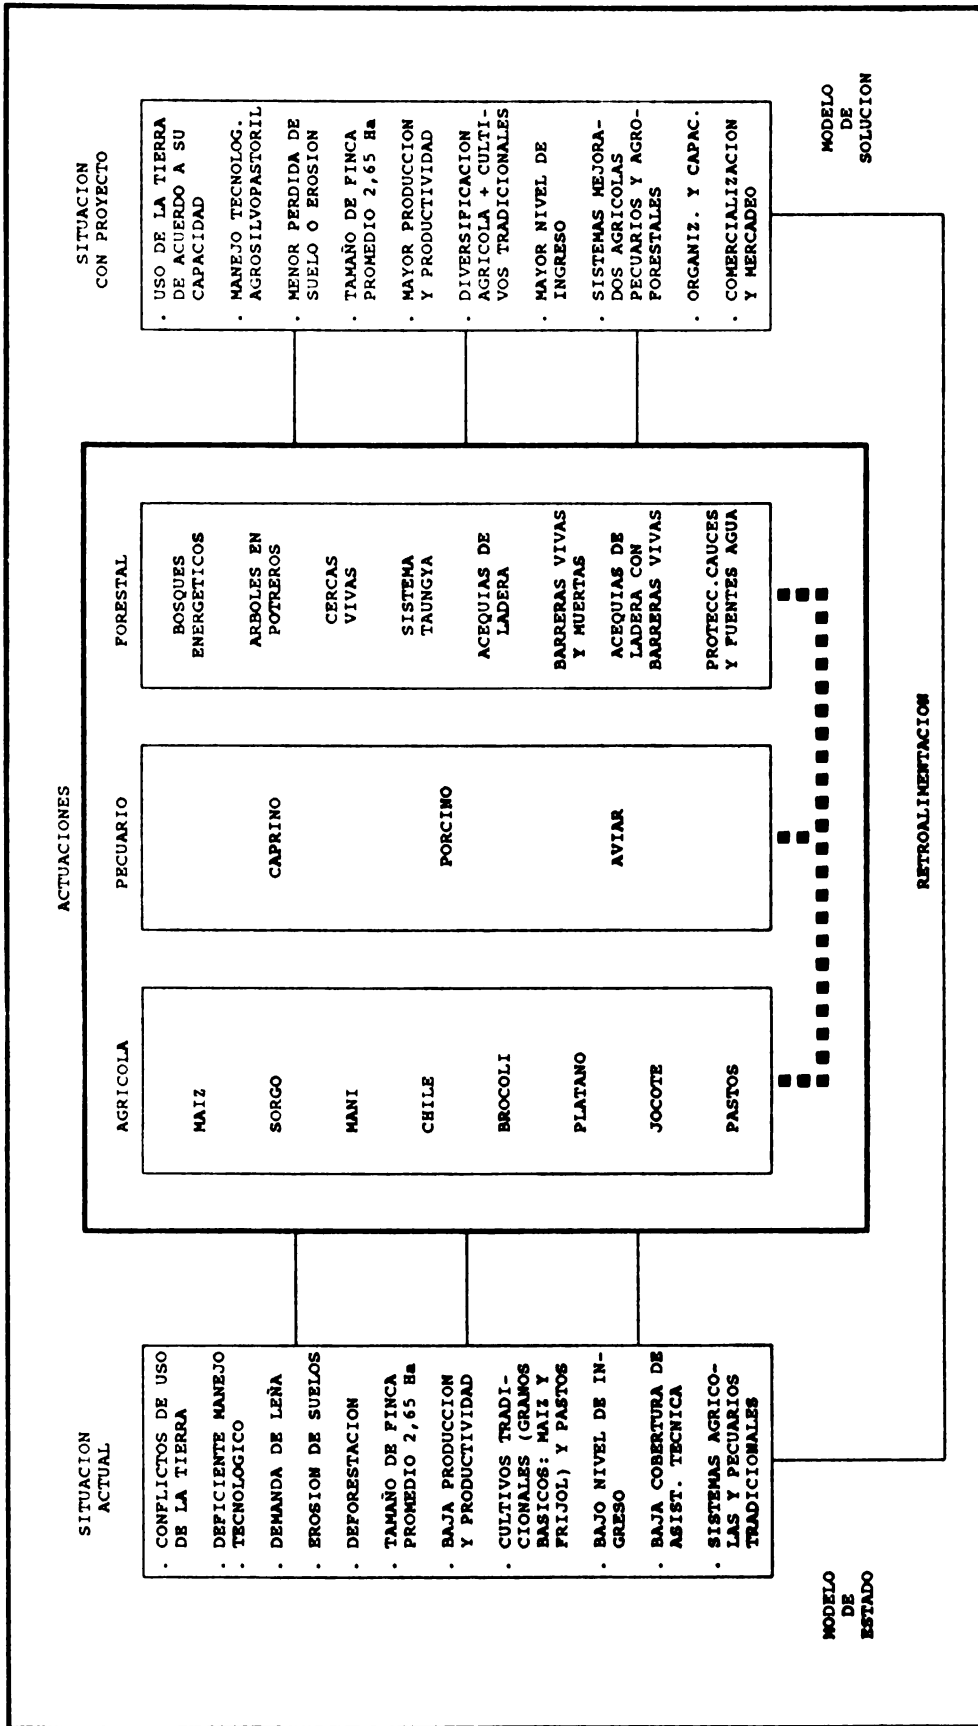 SITUACION
ACTUAL
. CONFLICTOS DE USO
DE LA TIERRA
. DEFICIENTE MANEJO
. TECNOLOGICO
. DEMANDA DE LEÑA
. EROSION DE SUELOS
. DEFORESTACION
. TAMAÑO DE FINCA
PROMEDIO 2,65 Ha
. BAJA PRODUCCION
Y PRODUCTIVIDAD
. CULTIVOS TRADI-
CIONALES (GRANOS
BASICOS: MAIZ Y
FRIJOL) Y PASTOS
. BAJO NIVEL DE IN-
GRESO
. BAJA COBERTURA DE
ASIST. TECNICA
. SISTEMAS AGRICO-
LAS Y PECUARIOS
TRADICIONALES
MODELO
DE
ESTADO
ACTUACIONES
AGRICOLA
MAIZ
SORGO
MANI
CHILE
BROCOLI
PLATANO
JOCOTE
PASTOS
PECUARIO
CAPRINO
PORCINO
AVIAR
FORESTAL
BOSQUES
ENERGETICOS
ARBOLES EN
POTREROS
CERCAS
VIVAS
SISTEMA
TAUNGYA
ACEQUIAS DE
LADERA
BARRERAS VIVAS
Y MUERTAS
ACEQUIAS DE
LADERA CON
BARRERAS VIVAS
PROTECC.CAUCES
Y FUENTES AGUA
SITUACION
CON PROYECTO
. USO DE LA TIERRA
DE ACUERDO A SU
CAPACIDAD
. MANEJO TECNOLOG.
AGROSILVOPASTORIL
. MENOR PERDIDA DE
SUELO O EROSION
. TAMAÑO DE FINCA
PROMEDIO 2,65 Ha
. MAYOR PRODUCCION
Y PRODUCTIVIDAD
. DIVERSIFICACION
AGRICOLA + CULTI-
VOS TRADICIONALES
. MAYOR NIVEL DE
INGRESO
. SISTEMAS MEJORA-
DOS AGRICOLAS
PECUARIOS Y AGRO-
FORESTALES
. ORGANIZ. Y CAPAC.
. COMERCIALIZACION
Y MERCADEO
MODELO
DE
SOLUCION
RETROALIMENTACION